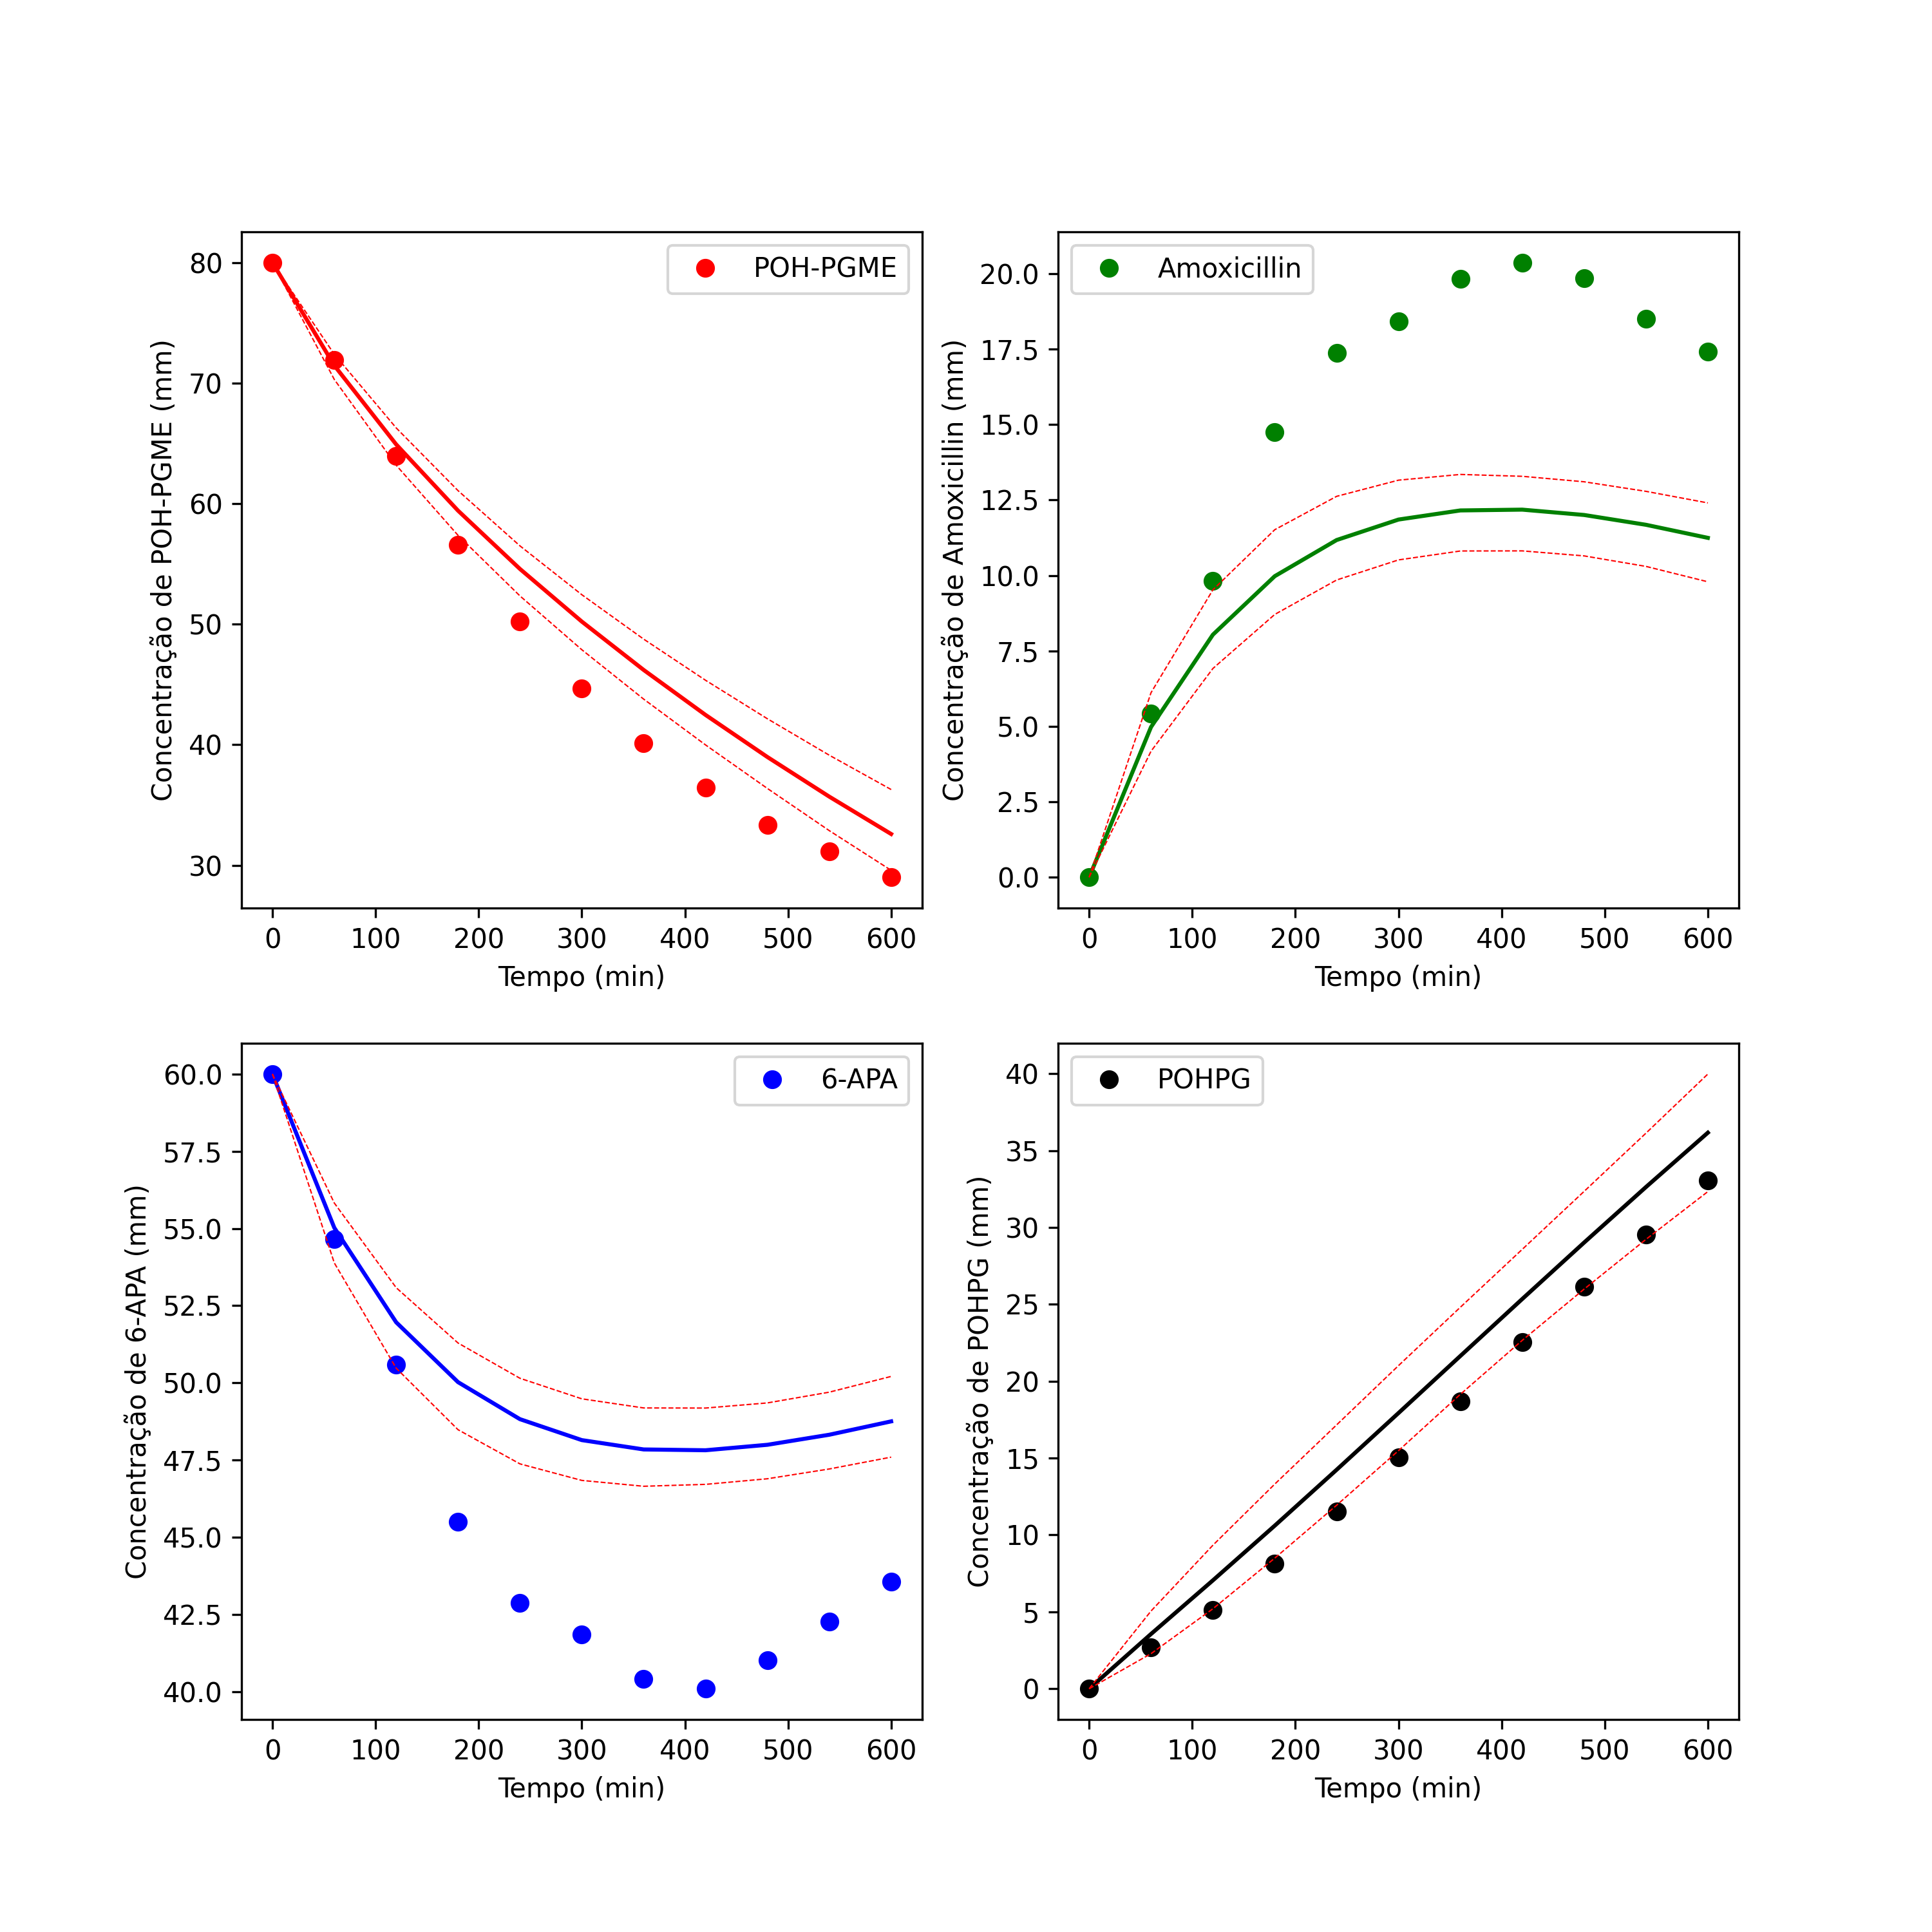 POH-PGME
80
70
60
50
40
30
Concentração de POH-PGME (mm)
0 100 200 300 400 500 600
Tempo (min)
Amoxicillin
20.0
17.5
15.0
12.5
10.0
7.5
5.0
2.5
0.0
Concentração de Amoxicillin (mm)
0 100 200 300 400 500 600
Tempo (min)
6-APA
60.0
57.5
55.0
52.5
50.0
47.5
45.0
42.5
40.0
Concentração de 6-APA (mm)
0 100 200 300 400 500 600
Tempo (min)
POHPG
40
35
30
25
20
15
10
5
0
Concentração de POHPG (mm)
0 100 200 300 400 500 600
Tempo (min)